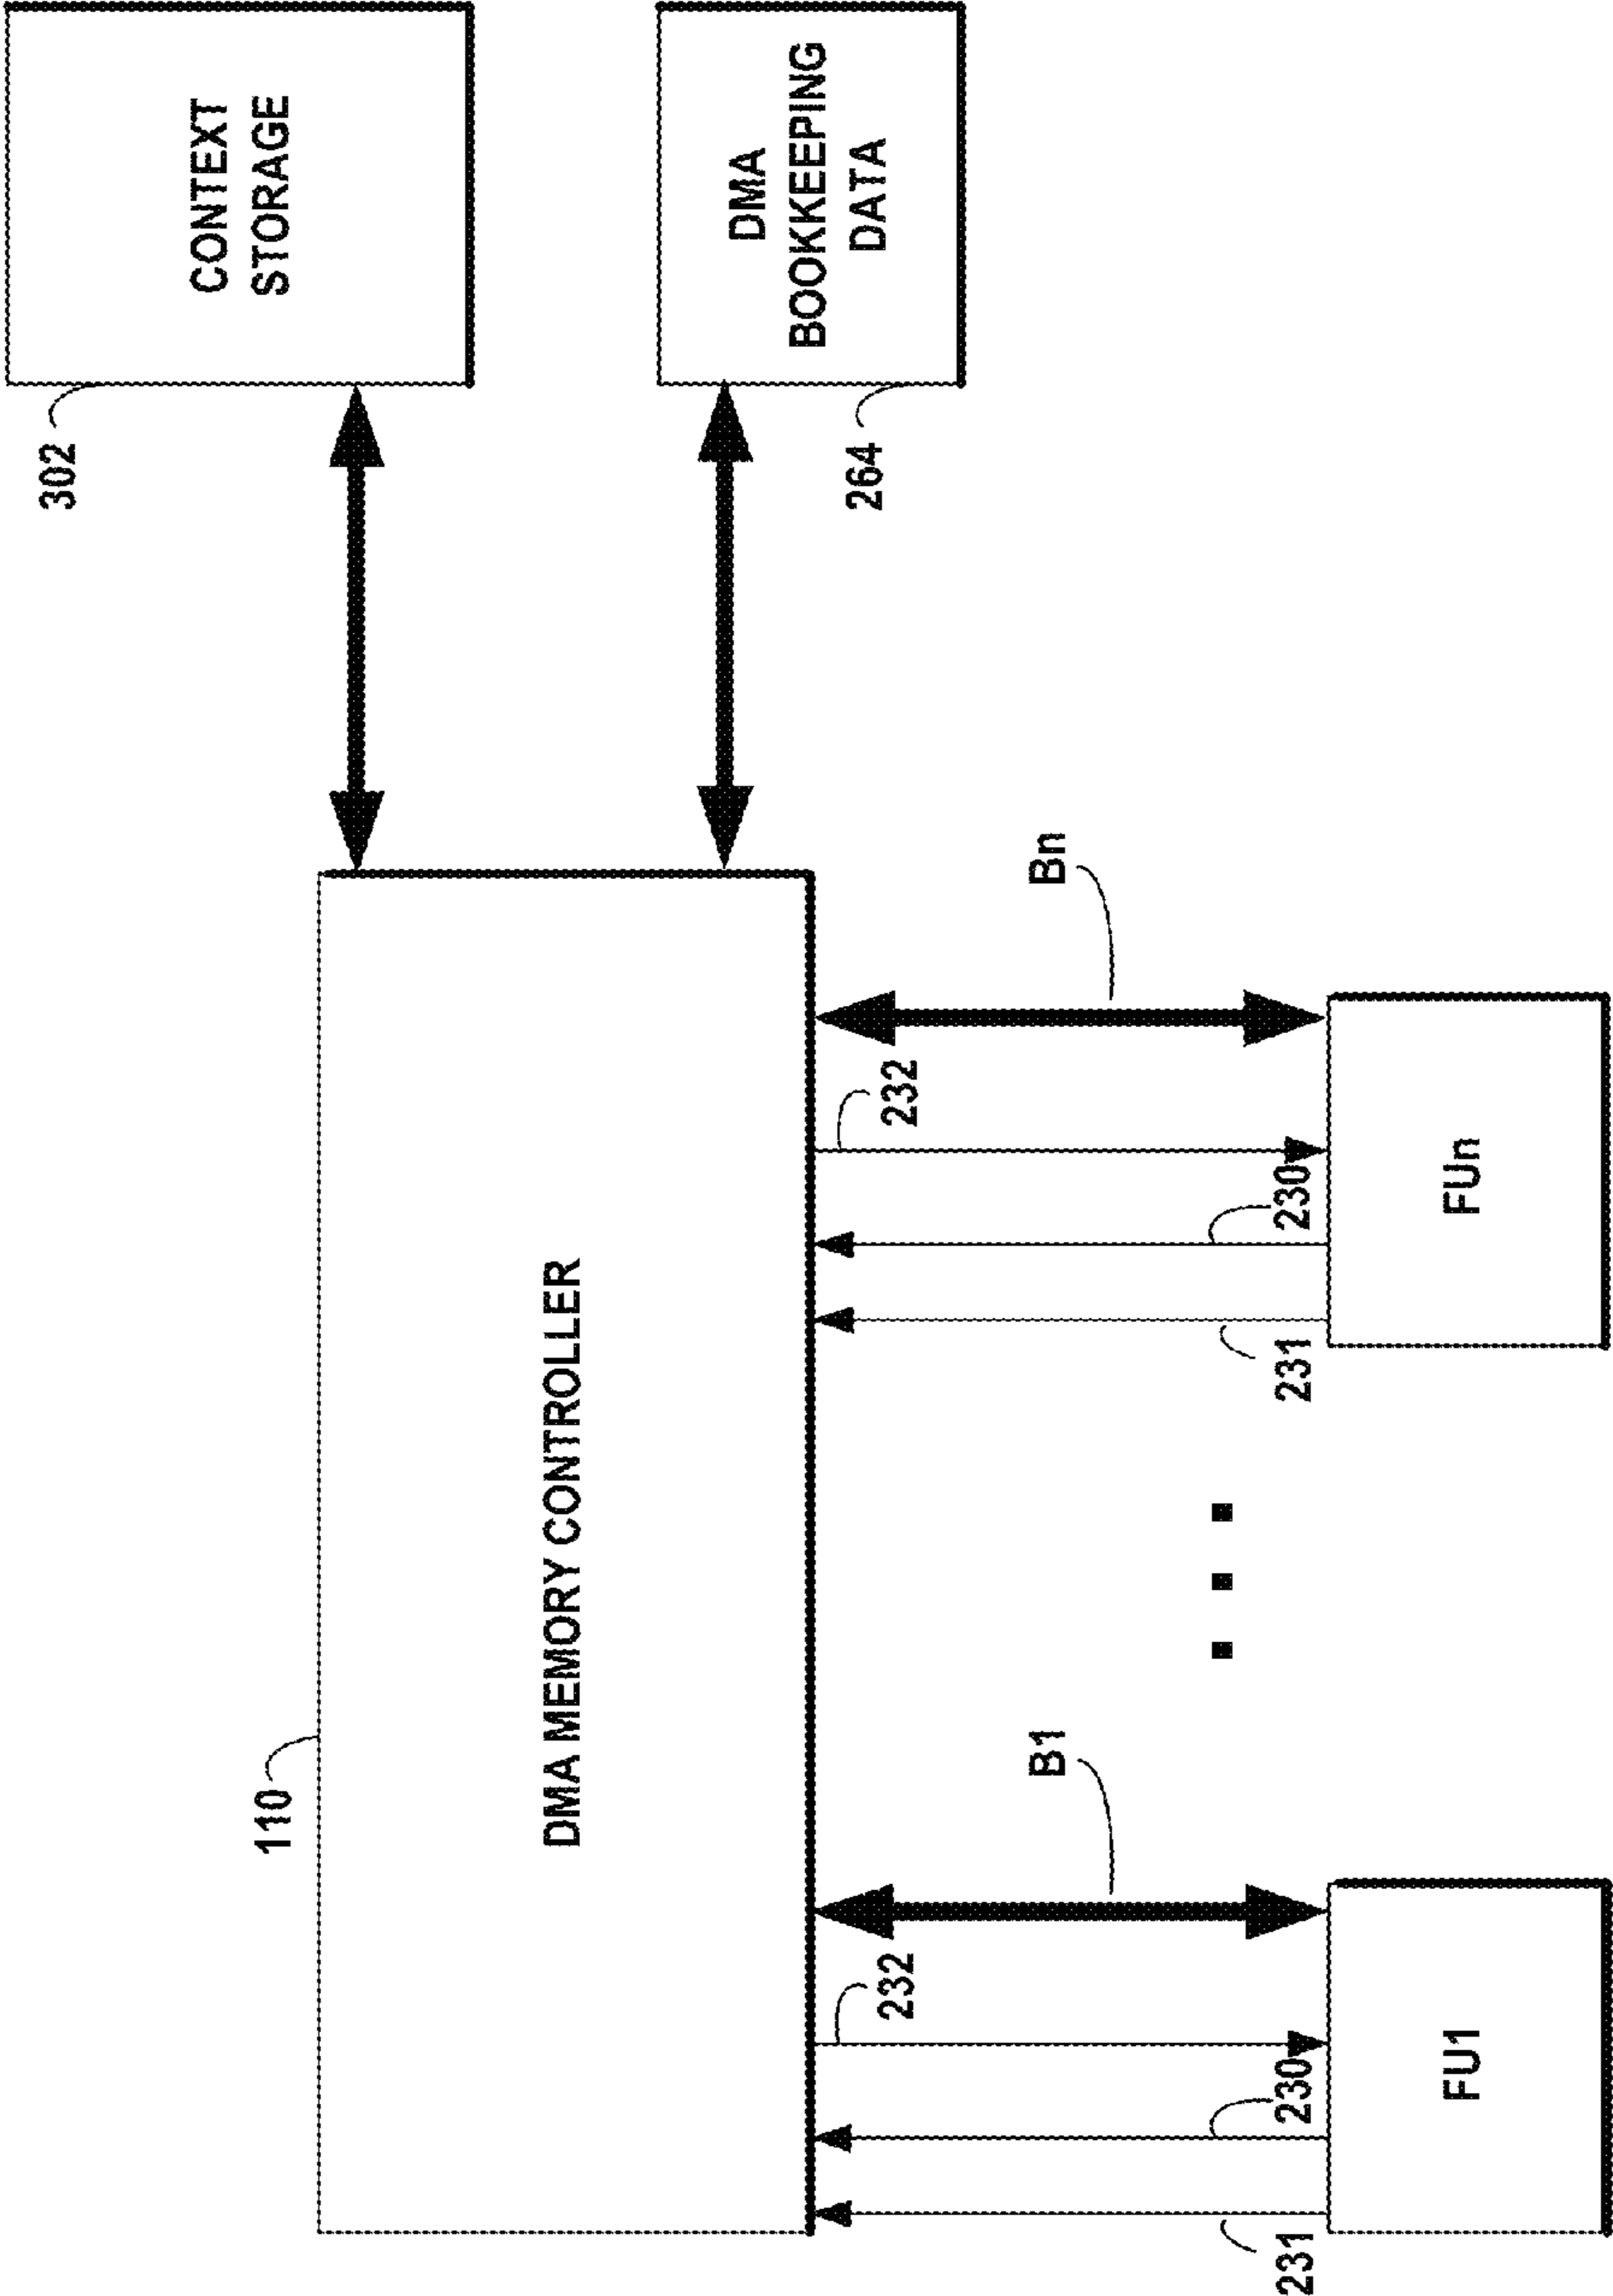 302
CONTEXT
STORAGE
264
DMA
BOOKKEEPING
DATA
110
DMA MEMORY CONTROLLER
231
230
232
B1
FU1
231
230
232
Bn
FUn